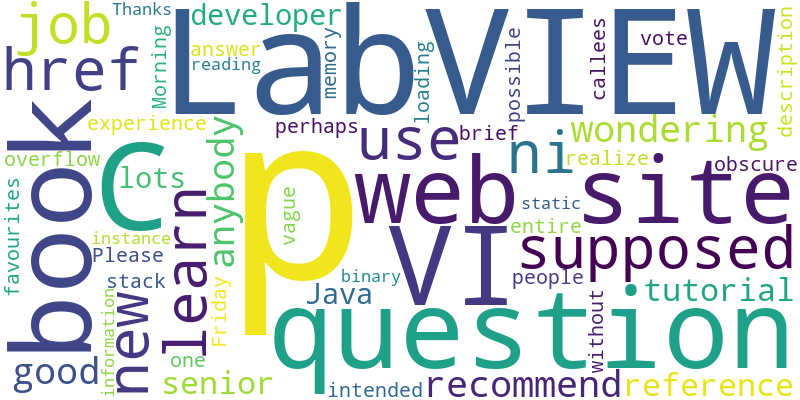 job
Thanks
developer
LabVIEW
vote
description
href
Morning
answer
reading
memory
loading
possible
callees
book
experience
perhaps
use
brief
wondering
overflow
C
lots
anybody
p
ni
realize
obscure
favourites
learn
vague
web site
static
entire
instance
Please
VI
supposed
stack
information
new
Friday
binary
Java
people
without
tutorial
question
good
one
senior
intended
recommend
reference